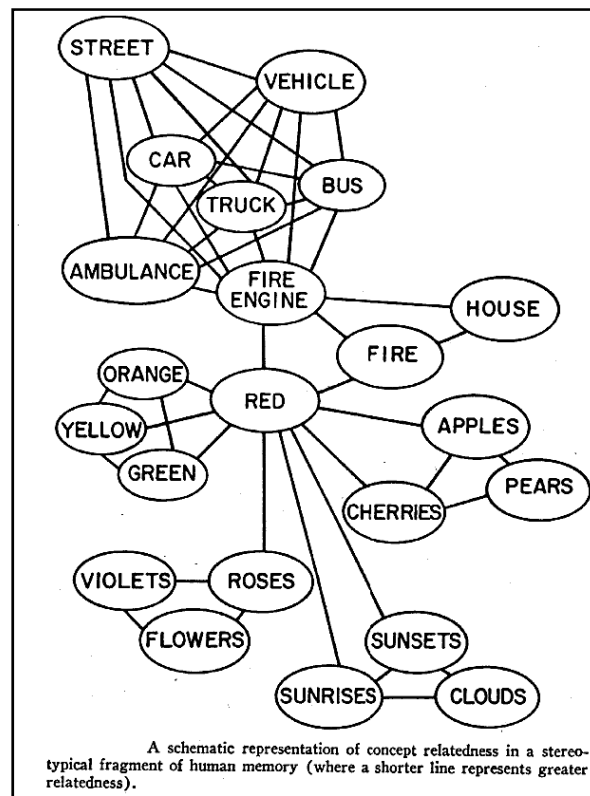 STREET
VEHICLE
CAR
BUS
TRUCK
AMBULANCE
FIRE
ENGINE
HOUSE
FIRE
ORANGE
RED
YELLOW
APPLES
GREEN
PEARS
CHERRIES
VIOLETS
ROSES
FLOWERS
SUNSETS
SUNRISES
CLOUDS
A schematic representation of concept relatedness in a stereo-
typical fragment of human memory (where a shorter line represents greater
relatedness).